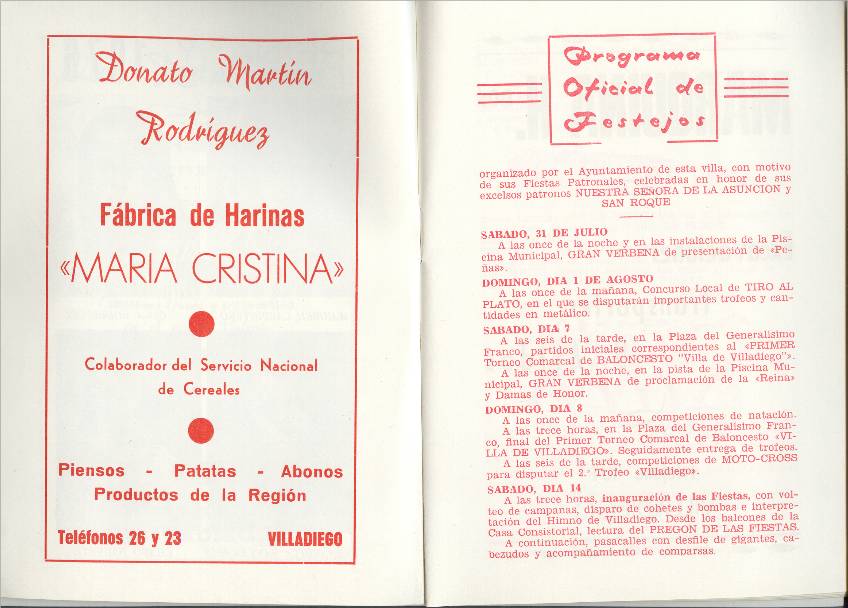 Donato Martín
Rodríguez
Fábrica de Harinas
«MARIA CRISTINA»
Colaborador del Servicio Nacional
de Cereales
Piensos - Patatas - Abonos
Productos de la Región
Teléfonos 26 y 23 VILLADIEGO
Programa
Oficial de
Festejos
organizado por el Ayuntamiento de esta villa, con motivo
de sus Fiestas Patronales, celebradas en honor de sus
excelsos patronos NUESTRA SEÑORA DE LA ASUNCION y
SAN ROQUE
SABADO, 31 DE JULIO
A las once de la noche y en las instalaciones de la Pis-
cina Municipal, GRAN VERBENA de presentación de «Pe-
ñas».
DOMINGO, DIA 1 DE AGOSTO
A las once de la mañana, Concurso Local de TIRO AL
PLATO, en el que se disputarán importantes trofeos y can-
tidades en metálico.
SABADO, DIA 7
A las seis de la tarde, en la Plaza del Generalísimo
Franco, partidos iniciales correspondientes al «PRIMER
Torneo Comarcal de BALONCESTO "Villa de Villadiego"».
A las once de la noche, en la pista de la Piscina Mu-
nicipal, GRAN VERBENA de proclamación de la «Reina»
y Damas de Honor.
DOMINGO, DIA 8
A las once de la mañana, competiciones de natación.
A las trece horas, en la Plaza del Generalísimo Fran-
co, final del Primer Torneo Comarcal de Baloncesto «VI-
LLA DE VILLADIEGO». Seguidamente entrega de trofeos.
A las seis de la tarde, competiciones de MOTO-CROSS
para disputar el 2.º Trofeo «Villadiego».
SABADO, DIA 14
A las trece horas, inauguración de las Fiestas, con vol-
teo de campanas, disparo de cohetes y bombas e interpre-
tación del Himno de Villadiego. Desde los balcones de la
Casa Consistorial, lectura del PREGON DE LAS FIESTAS.
A continuación, pasacalles con desfile de gigantes, ca-
bezudos y acompañamiento de comparsas.